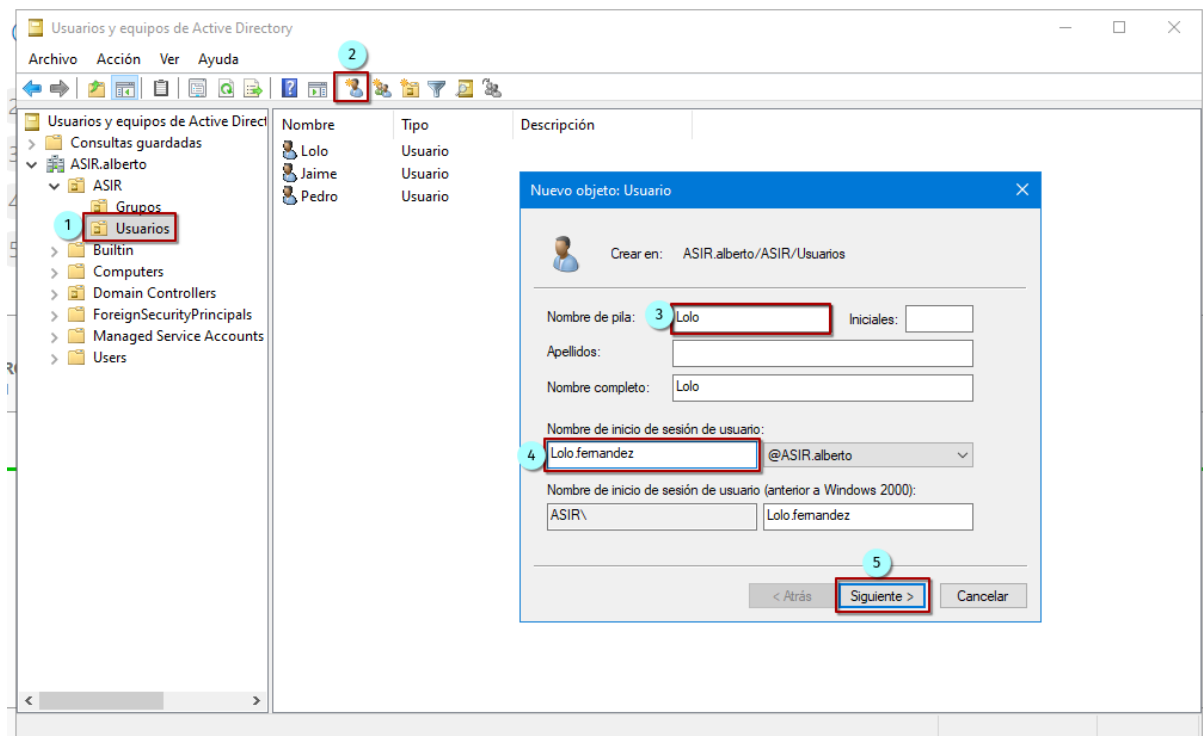 Usuarios y equipos de Active Directory
Archivo Acción Ver Ayuda
2
Usuarios y equipos de Active Direct
Consultas guardadas
ASIR.alberto
ASIR
Grupos
1 Usuarios
Builtin
Computers
Domain Controllers
ForeignSecurityPrincipals
Managed Service Accounts
Users
Nombre Tipo Descripción
Lolo Usuario
Jaime Usuario
Pedro Usuario
Nuevo objeto: Usuario
Crear en: ASIR.alberto/ASIR/Usuarios
Nombre de pila: 3 Lolo Iniciales:
Apellidos:
Nombre completo: Lolo
Nombre de inicio de sesión de usuario:
4 Lolo.fernandez @ASIR.alberto
Nombre de inicio de sesión de usuario (anterior a Windows 2000):
ASIR\ Lolo.fernandez
5
< Atrás Siguiente > Cancelar